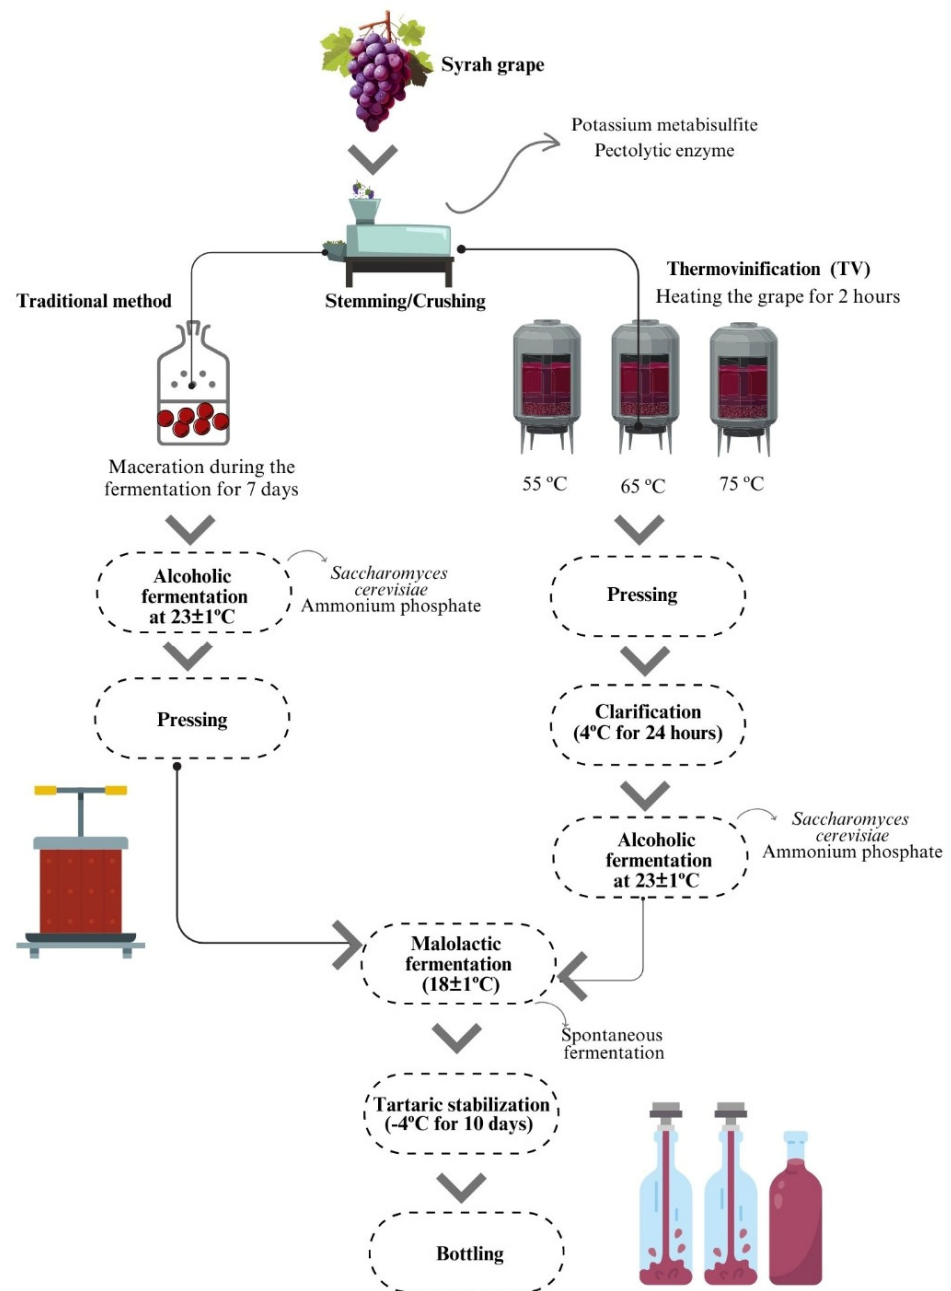 Syrah grape
Potassium metabisulfite
Pectolytic enzyme
Stemming/Crushing
Traditional method
Maceration during the
fermentation for 7 days
Alcoholic
fermentation
at 23±1ºC
Saccharomyces
cerevisiae
Ammonium phosphate
Pressing
Thermovinification (TV)
Heating the grape for 2 hours
55 ºC
65 ºC
75 ºC
Pressing
Clarification
(4ºC for 24 hours)
Alcoholic
fermentation
at 23±1ºC
Saccharomyces
cerevisiae
Ammonium phosphate
Malolactic
fermentation
(18±1ºC)
Spontaneous
fermentation
Tartaric stabilization
(-4ºC for 10 days)
Bottling